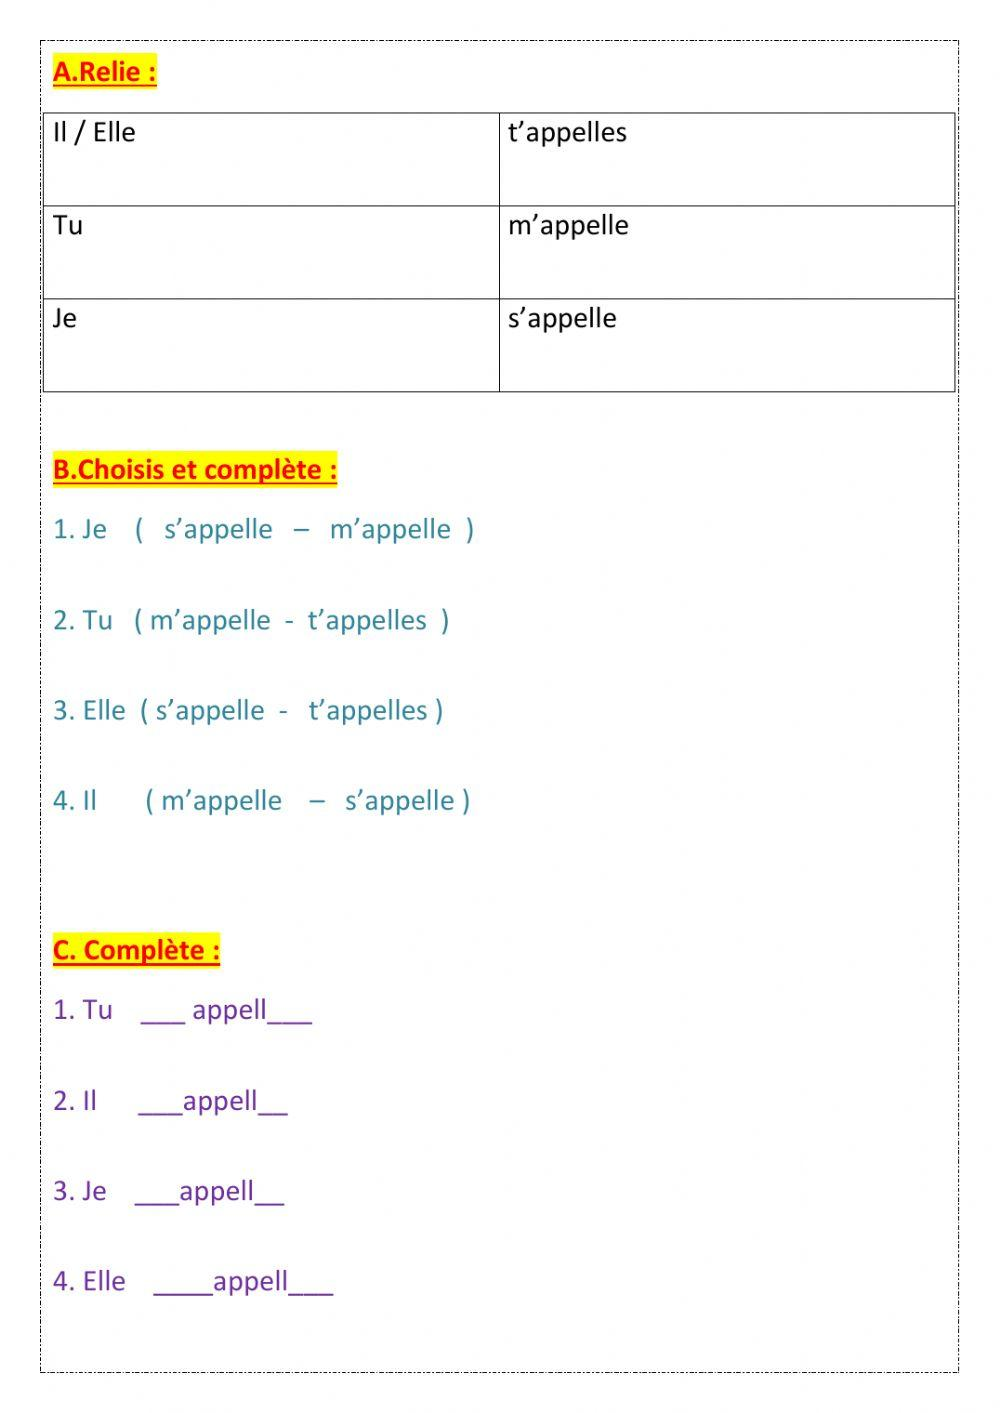 A.Relie :
Il / Elle t’appelles
Tu m’appelle
Je s’appelle
B.Choisis et complète :
1. Je ( s’appelle – m’appelle )
2. Tu ( m’appelle - t’appelles )
3. Elle ( s’appelle - t’appelles )
4. Il ( m’appelle – s’appelle )
C. Complète :
1. Tu ___ appell___
2. Il ___appell__
3. Je ___appell__
4. Elle ____appell___